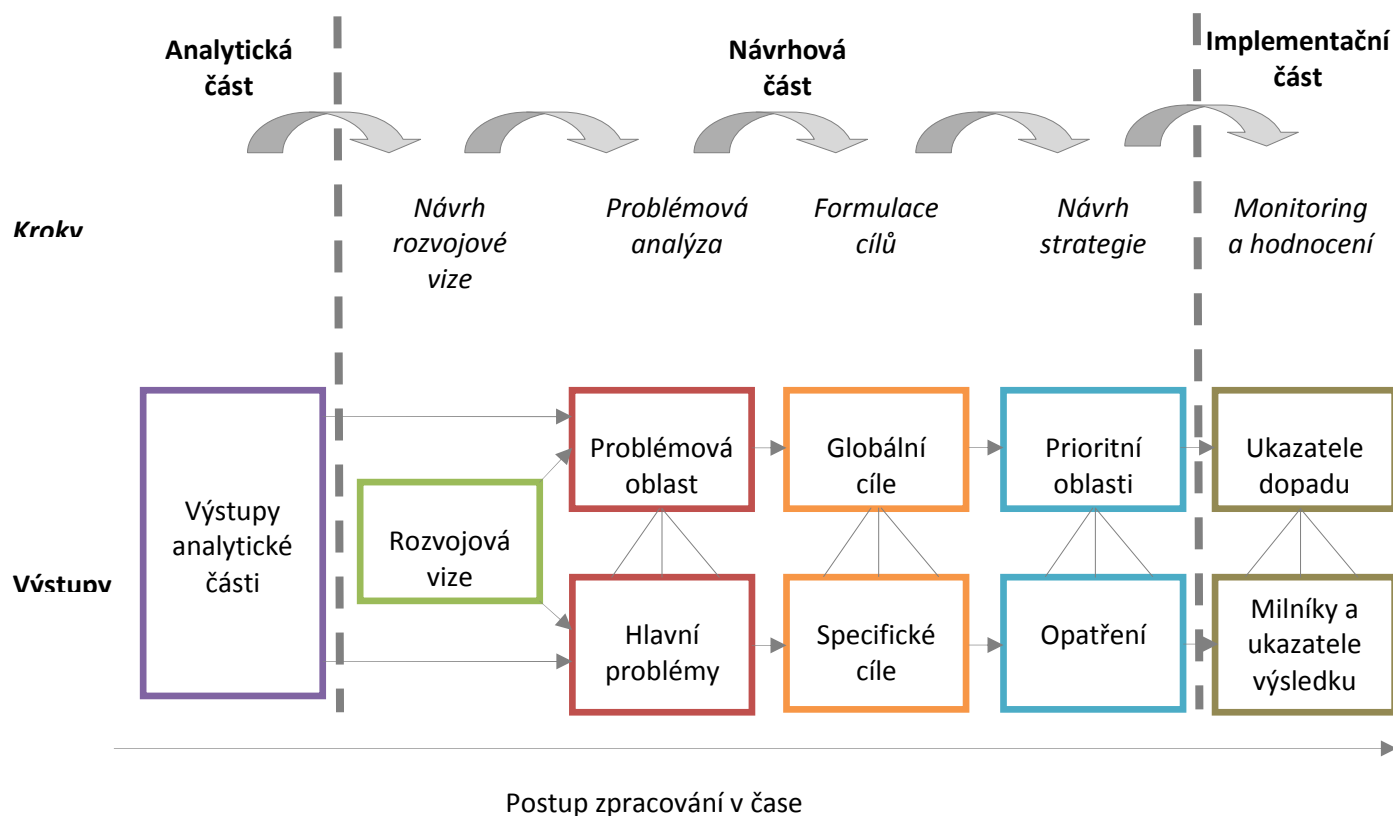 Analytická
část
Návrhová
část
Implementační
část
Kroky
Návrh
rozvojové
vize
Problémová
analýza
Formulace
cílů
Návrh
strategie
Monitoring
a hodnocení
Výstupy
Výstupy
analytické
části
Rozvojová
vize
Problémová
oblast
Globální
cíle
Prioritní
oblasti
Ukazatele
dopadu
Hlavní
problémy
Specifické
cíle
Opatření
Milníky a
ukazatele
výsledku
Postup zpracování v čase